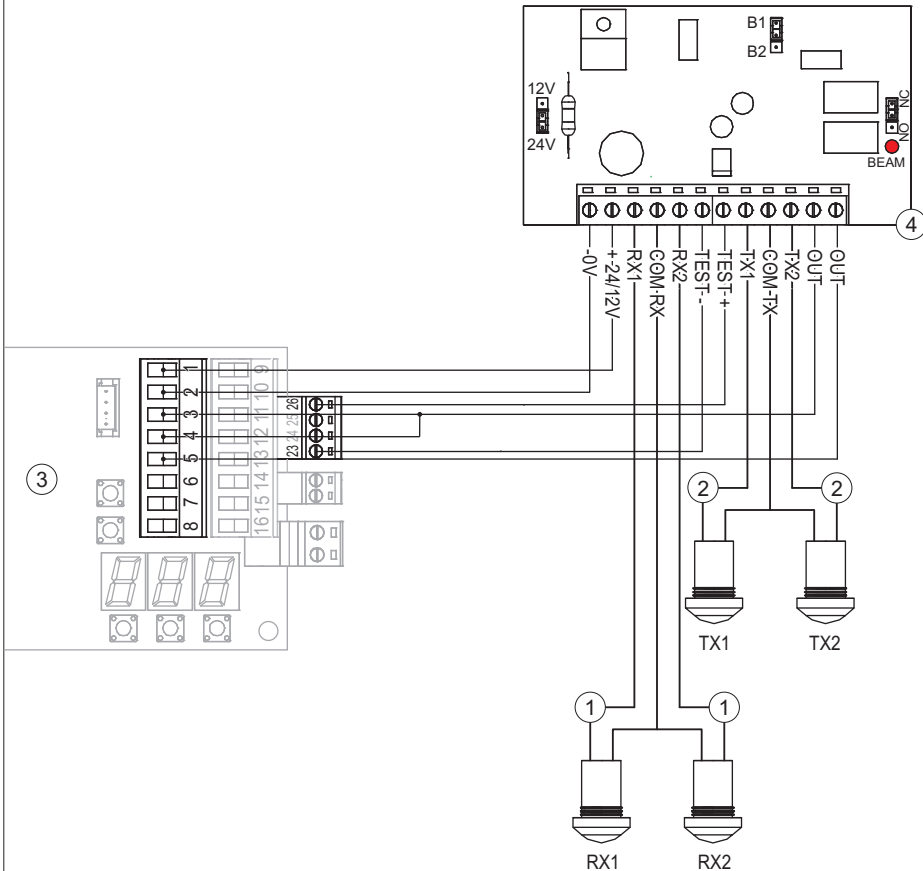 B1
B2
12V
24V
NC
NO
BEAM
4
-0V
+24/12V
RX1
COM-RX
RX2
TEST-
TEST+
TX1
COM-TX
TX2
OUT
OUT
3
1
2
3
4
5
6
7
8
9
10
11
12
13
14
15
16
26
25
24
23
888
2
2
TX1
TX2
1
1
RX1
RX2